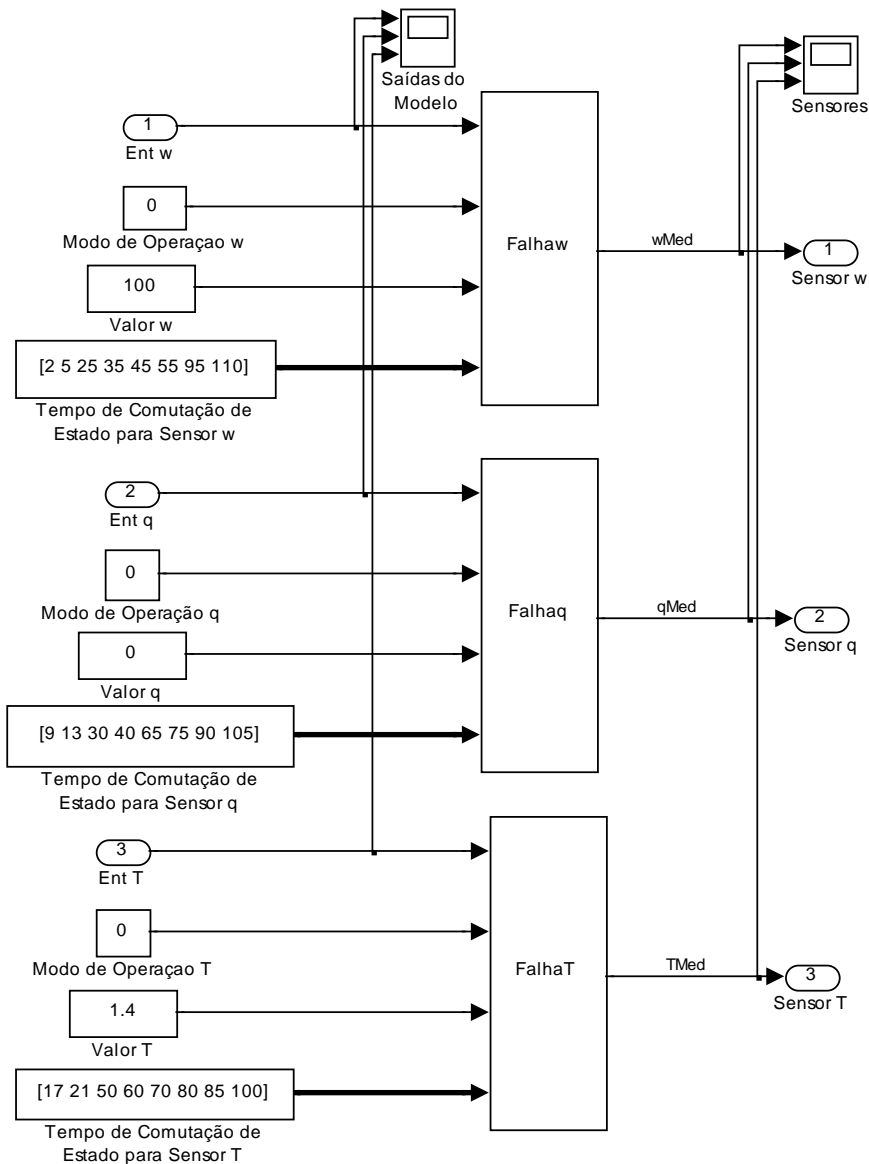 Saídas do
Modelo
Sensores
1
Ent w
0
Modo de Operaçao w
100
Valor w
[2 5 25 35 45 55 95 110]
Tempo de Comutação de
Estado para Sensor w
Falhaw
wMed
1
Sensor w
2
Ent q
0
Modo de Operação q
0
Valor q
[9 13 30 40 65 75 90 105]
Tempo de Comutação de
Estado para Sensor q
Falhaq
qMed
2
Sensor q
3
Ent T
0
Modo de Operaçao T
1.4
Valor T
[17 21 50 60 70 80 85 100]
Tempo de Comutação de
Estado para Sensor T
FalhaT
TMed
3
Sensor T